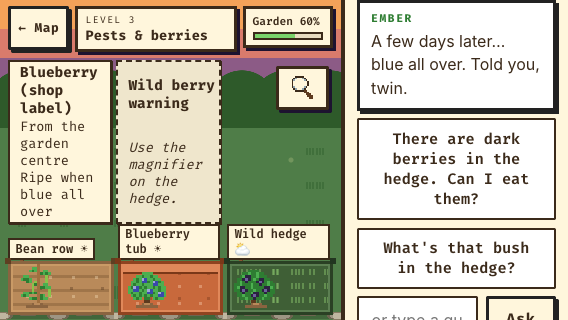 ← Map
LEVEL 3
Pests & berries
Garden 60%
Blueberry
(shop
label)
From the
garden
centre
Ripe when
blue all
over
Wild berry
warning
Use the
magnifier
on the
hedge.
Bean row ☀
Blueberry
tub ☀
Wild hedge
🌤
EMBER
A few days later…
blue all over. Told you,
twin.
There are dark
berries in the
hedge. Can I eat
them?
What's that bush
in the hedge?
or type a qu
Ask